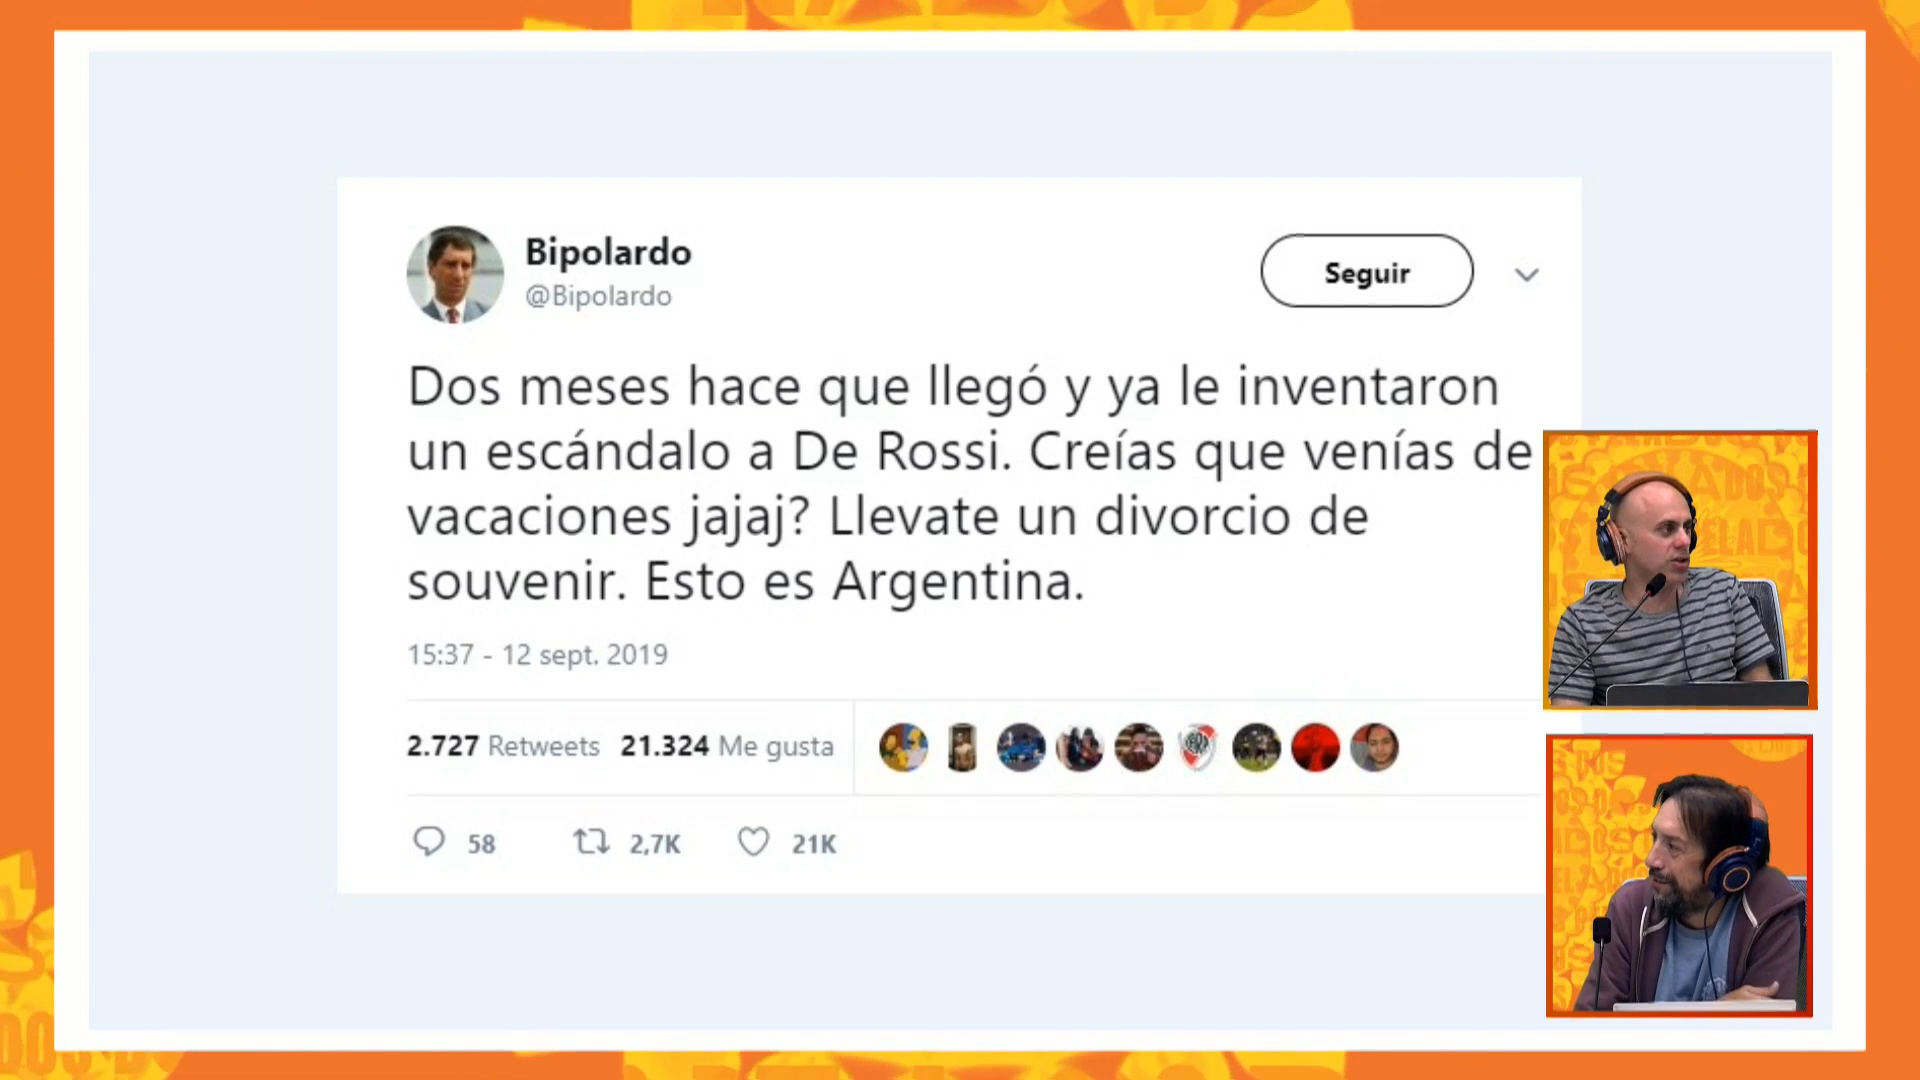 Bipolardo
@Bipolardo
Seguir
Dos meses hace que llegó y ya le inventaron
un escándalo a De Rossi. Creías que venías de
vacaciones jajaj? Llevate un divorcio de
souvenir. Esto es Argentina.
15:37 - 12 sept. 2019
2.727 Retweets 21.324 Me gusta
58 2,7K 21K